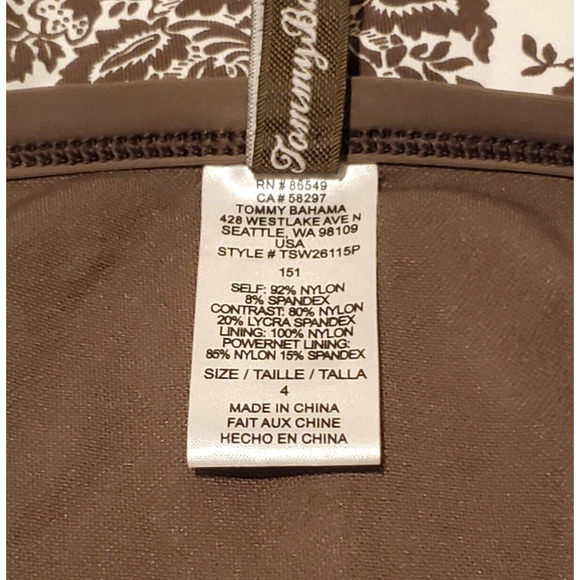 TommyBa
RN # 86549
CA # 58297
TOMMY BAHAMA
428 WESTLAKE AVE N
SEATTLE, WA 98109
USA
STYLE # TSW26115P
151
SELF: 92% NYLON
8% SPANDEX
CONTRAST: 80% NYLON
20% LYCRA SPANDEX
LINING: 100% NYLON
POWERNET LINING:
85% NYLON 15% SPANDEX
SIZE / TAILLE / TALLA
4
MADE IN CHINA
FAIT AUX CHINE
HECHO EN CHINA